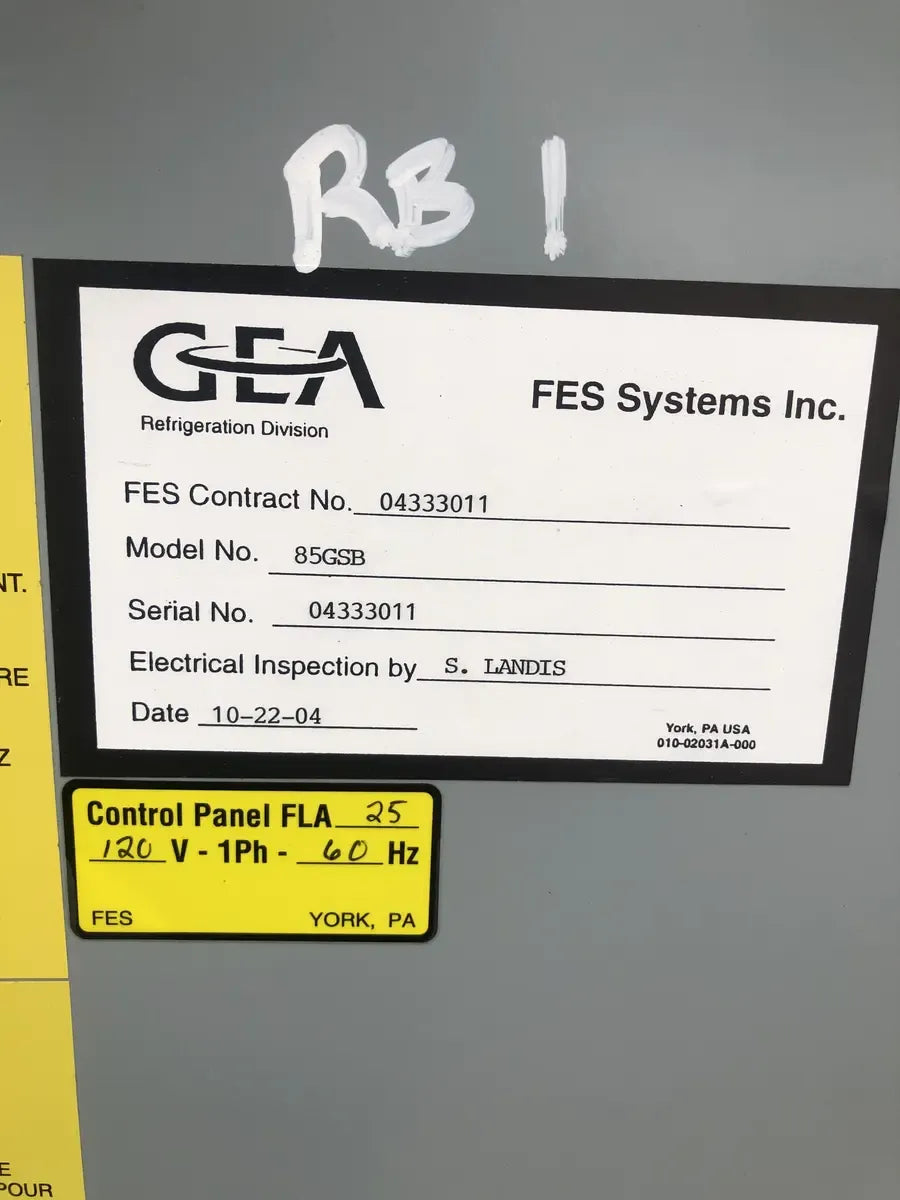 RB 1
GEA
Refrigeration Division
FES Systems Inc.
FES Contract No. 04333011
Model No. 85GSB
Serial No. 04333011
Electrical Inspection by S. LANDIS
Date 10-22-04
York, PA USA
010-02031A-000
Control Panel FLA 25
120 V - 1Ph - 60 Hz
FES YORK, PA
NT.
RE
Z
E
POUR